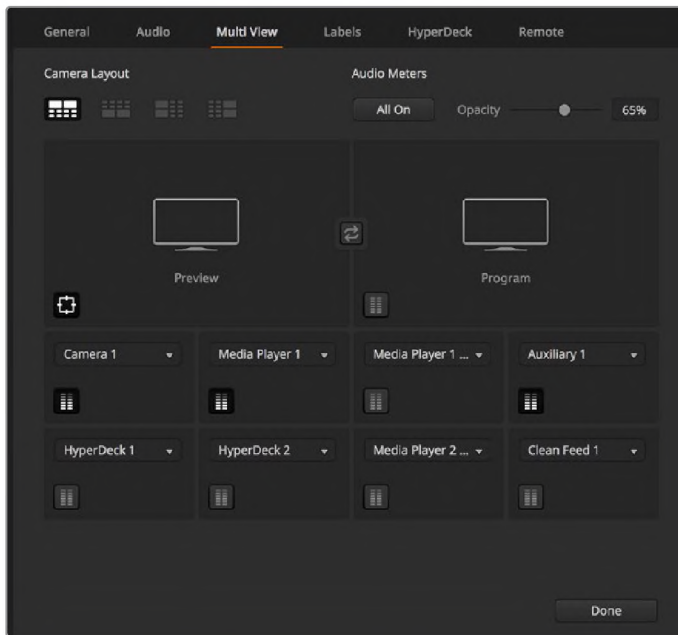 General Audio Multi View Labels HyperDeck Remote
Camera Layout Audio Meters
All On Opacity 65%
Preview Program
Camera 1 Media Player 1 Media Player 1 ... Auxiliary 1
HyperDeck 1 HyperDeck 2 Media Player 2 ... Clean Feed 1
Done